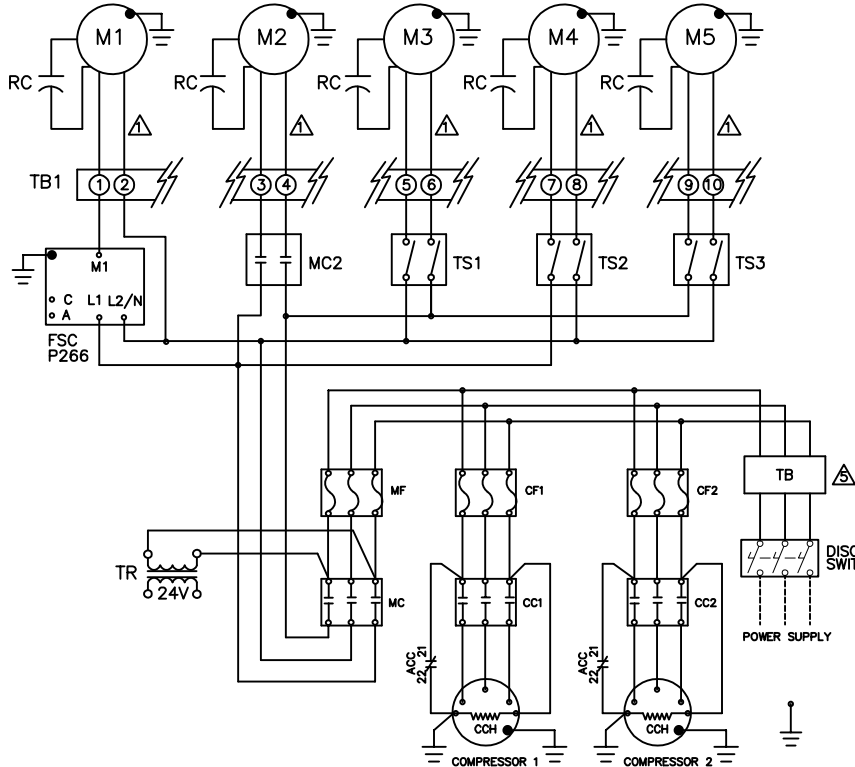 M1 M2 M3 M4 M5
RC RC RC RC RC
1 1 1 1 1
TB1 1 2 3 4 5 6 7 8 9 10
M1
MC2 TS1 TS2 TS3
C L1 L2/N
A
FSC
P266
MF CF1 CF2 TB 5
DISC
SWIT
TR
24V
MC CC1 CC2
POWER SUPPLY
ACC 22 21
ACC 22 21
CCH CCH
COMPRESSOR 1 COMPRESSOR 2